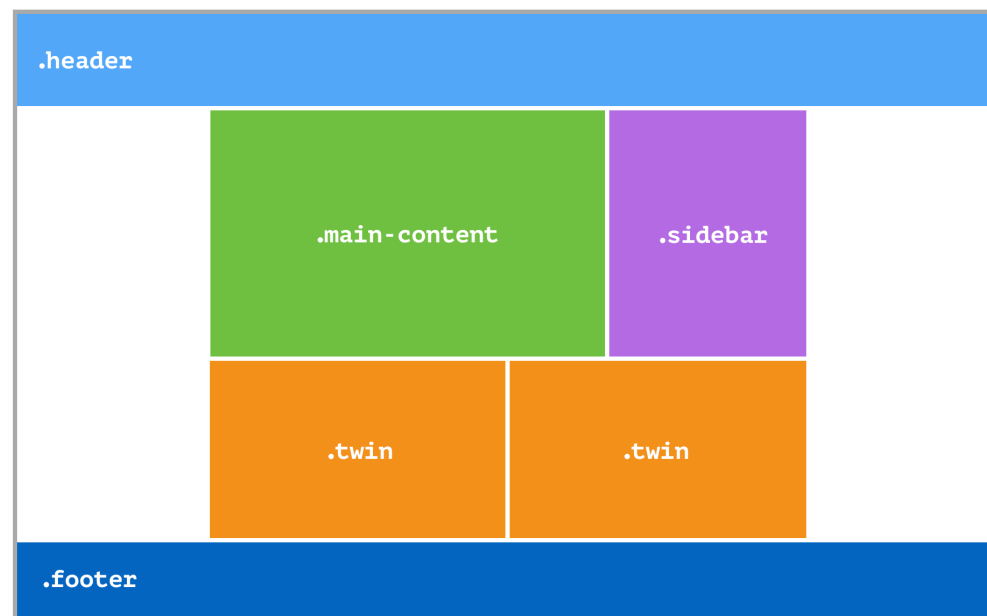 .header
.main-content
.sidebar
.twin
.twin
.footer